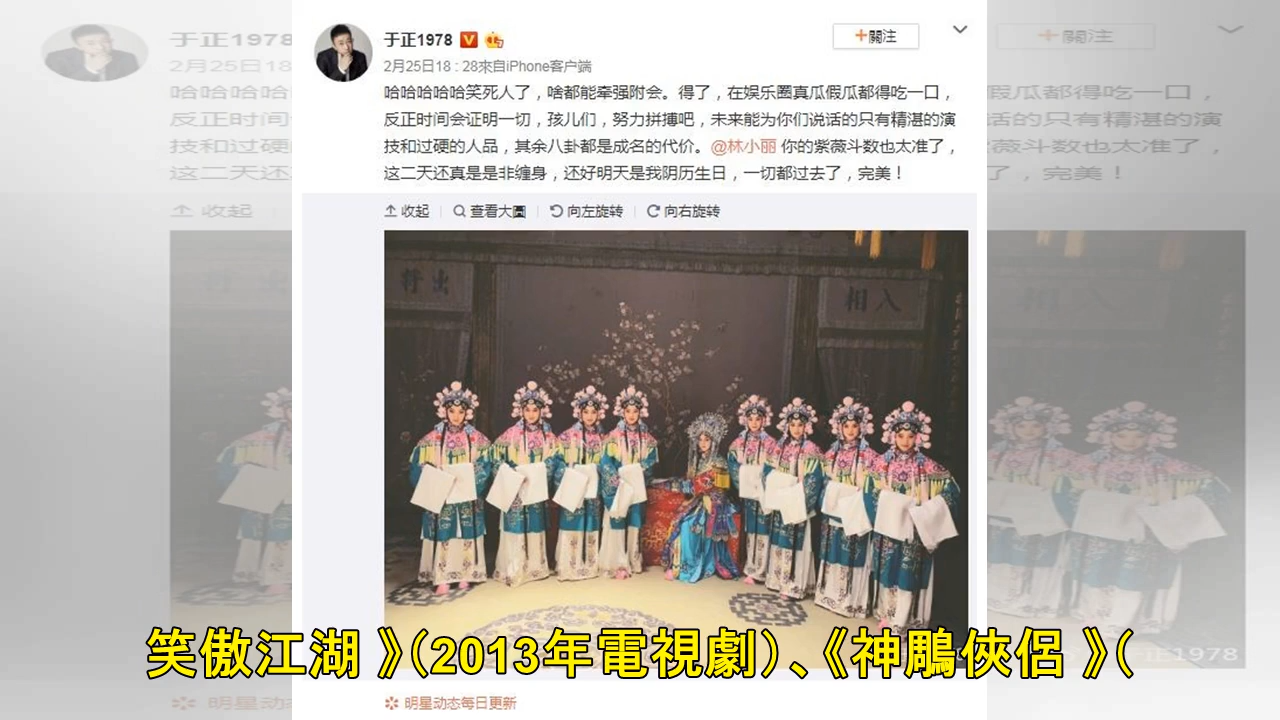 于正1978
+關注
2月25日18：28來自iPhone客户端
哈哈哈哈哈笑死人了，啥都能牵强附会。得了，在娱乐圈真瓜假瓜都得吃一口，
反正时间会证明一切，孩儿们，努力拼搏吧，未来能为你们说话的只有精湛的演
技和过硬的人品，其余八卦都是成名的代价。@林小丽 你的紫薇斗数也太准了，
这二天还真是是非缠身，还好明天是我阴历生日，一切都过去了，完美！
收起 查看大圖 向左旋转 向右旋转
出將
入相
笑傲江湖 》（2013年電視劇）、《神鵰俠侶 》（
于正1978
明星动态每日更新